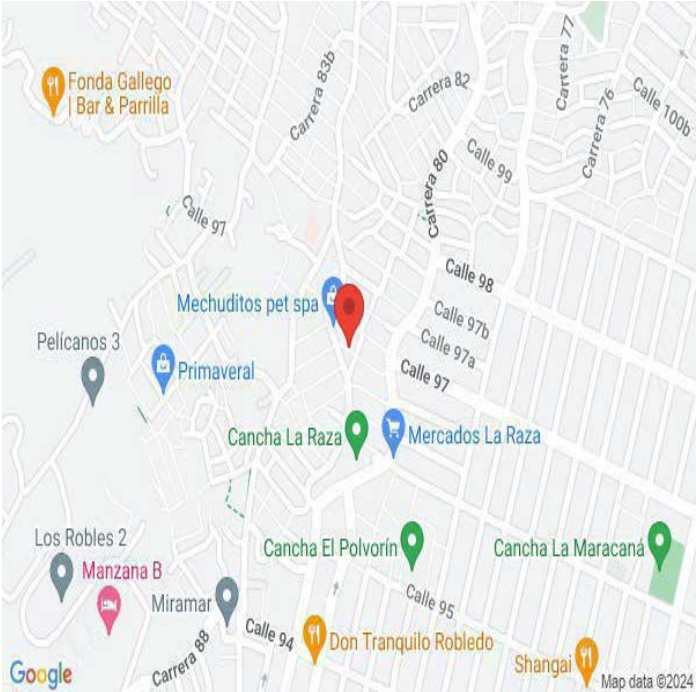 Carrera 77
Carrera 83b
Fonda Gallego
| Bar & Parrilla
Carrera 82
Carrera 76
Calle 100b
Calle 99
Carrera 80
Calle 97
Calle 98
Mechuditos pet spa
Calle 97b
Pelícanos 3
Calle 97a
Primaveral
Calle 97
Cancha La Raza
Mercados La Raza
Los Robles 2
Cancha El Polvorín
Cancha La Maracaná
Manzana B
Miramar
Calle 95
Calle 94
Don Tranquilo Robledo
Carrera 88
Shangai
Google
Map data ©2024